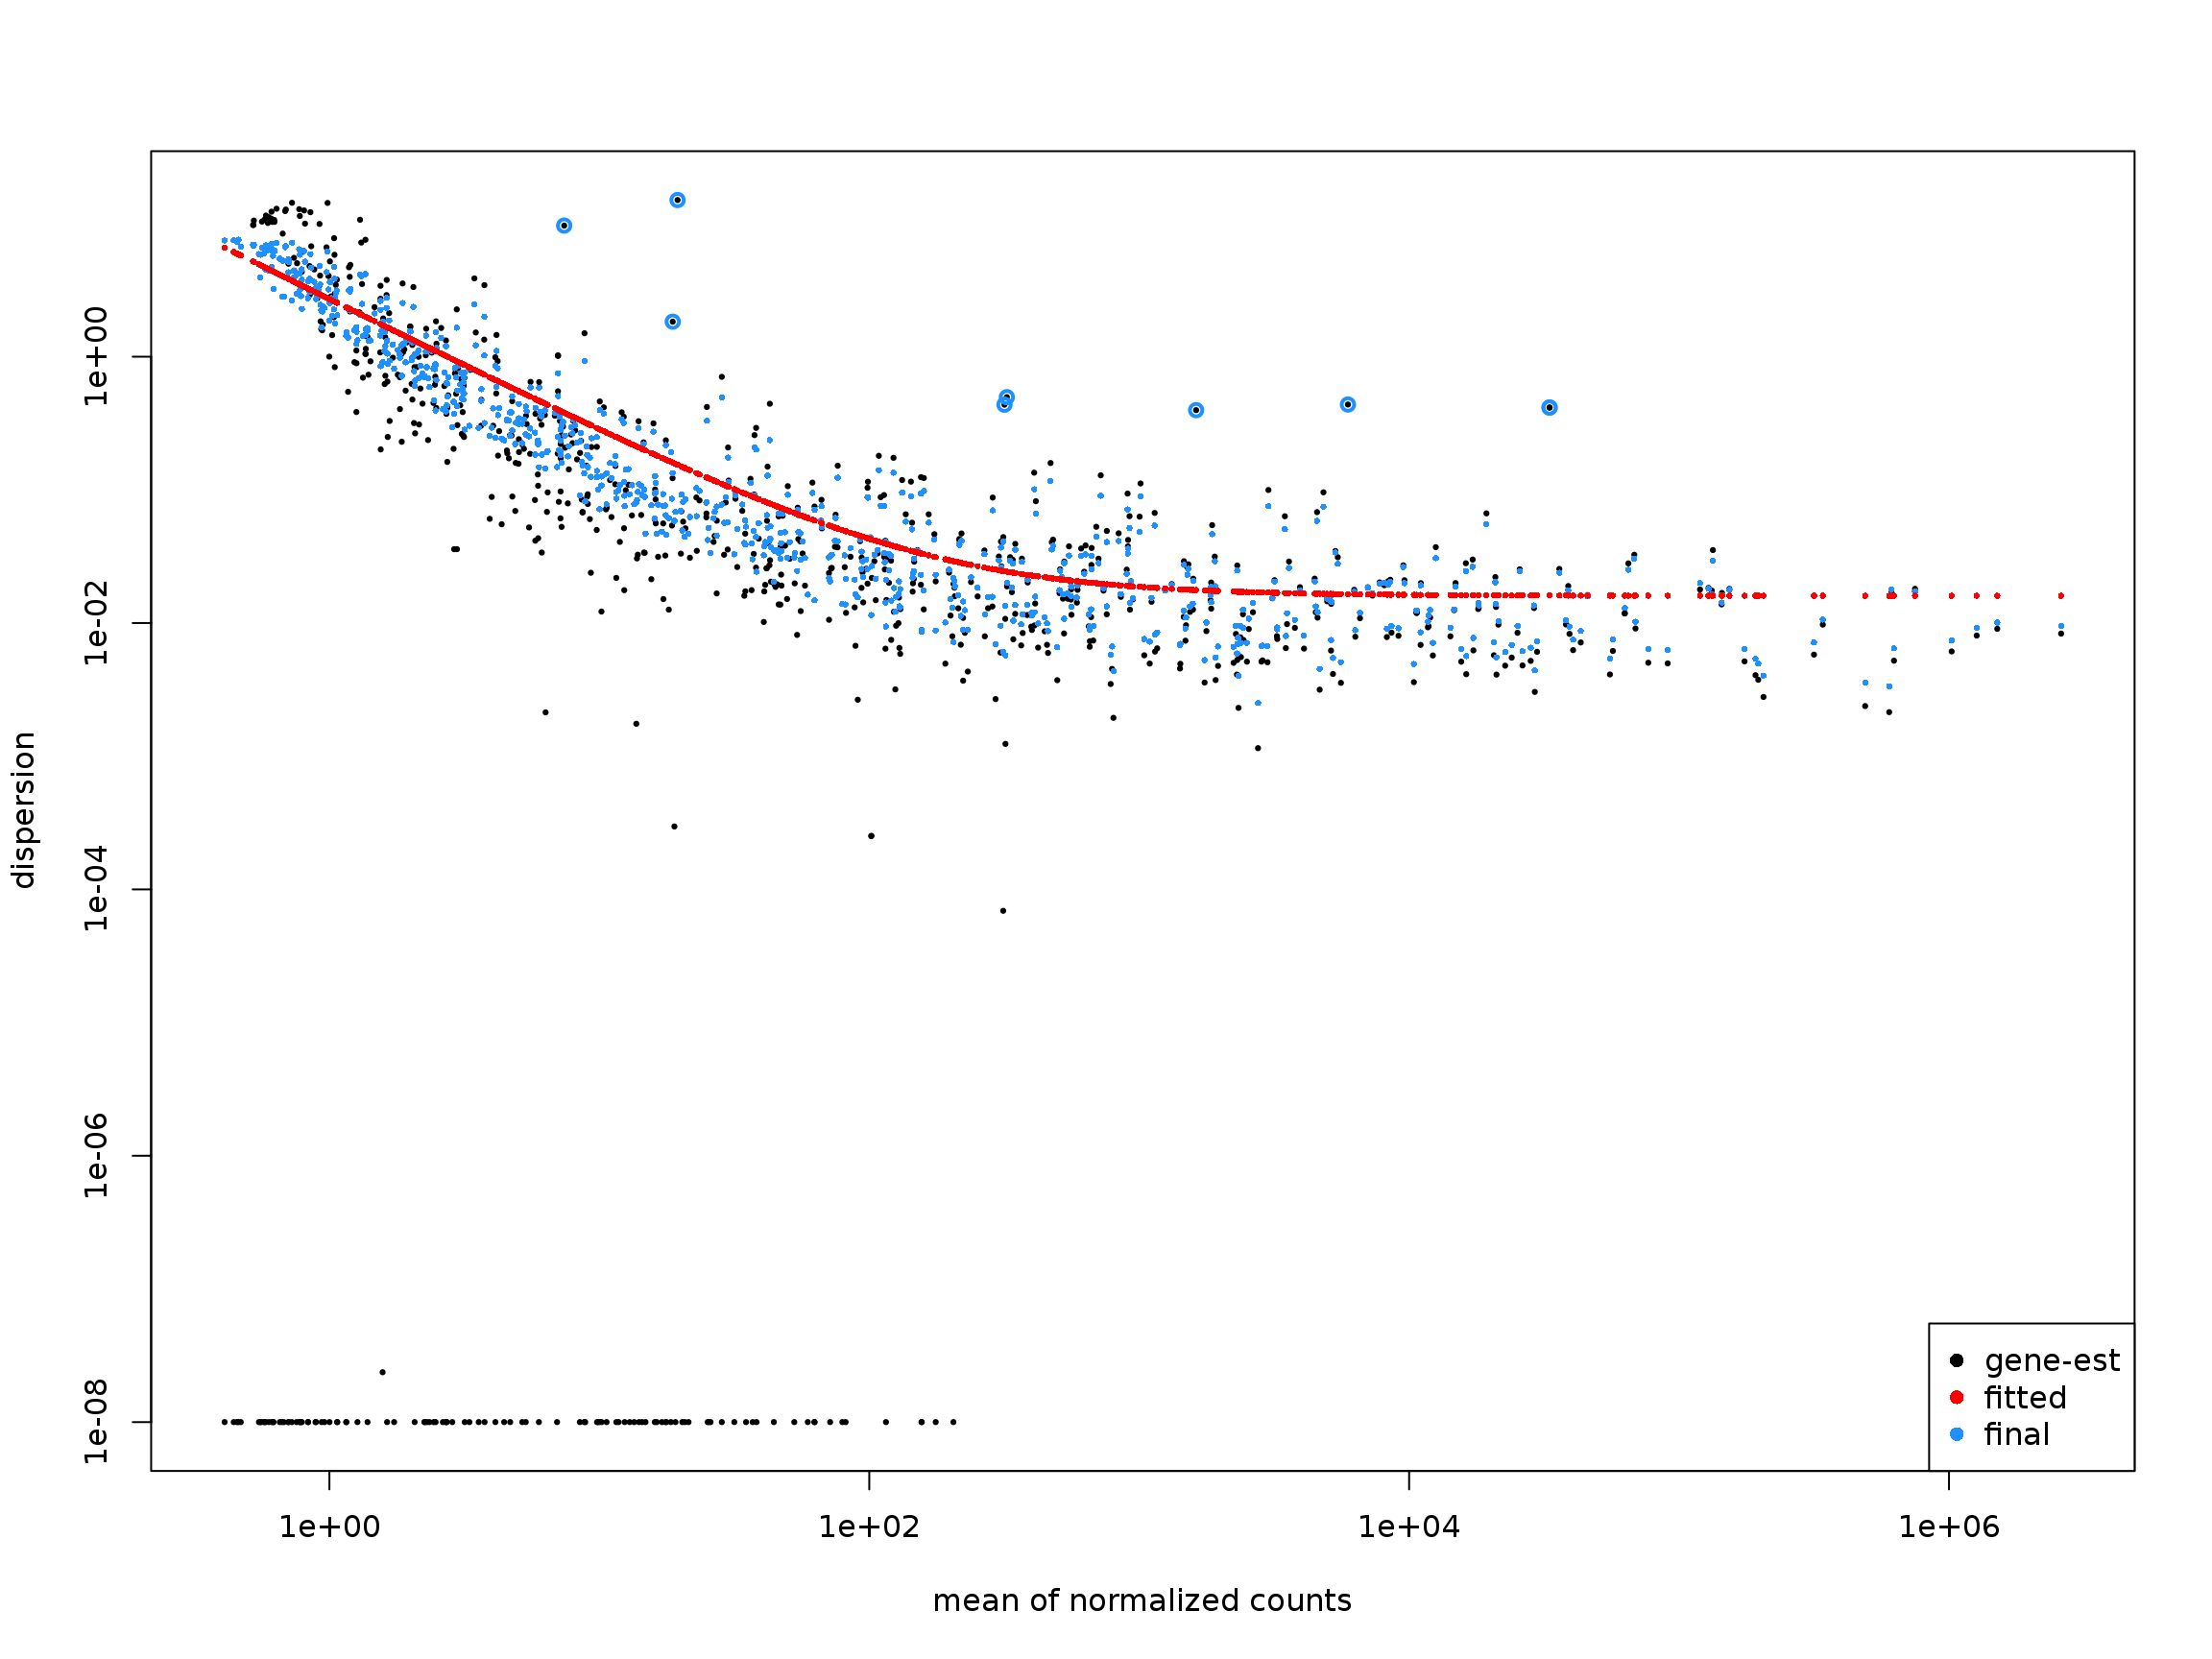 dispersion
1e+00
1e-02
1e-04
1e-06
1e-08
1e+00 1e+02 1e+04 1e+06
mean of normalized counts
gene-est
fitted
final